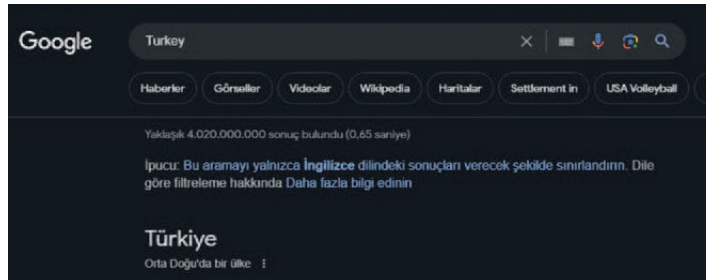 Google Turkey
Haberler Görseller Videolar Wikipedia Haritalar Settlement in USA Volleyball
Yaklaşık 4.020.000.000 sonuç bulundu (0,65 saniye)
İpucu: Bu aramayı yalnızca İngilizce dilindeki sonuçları verecek şekilde sınırlandırın. Dile
göre filtreleme hakkında Daha fazla bilgi edinin
Türkiye
Orta Doğu'da bir ülke